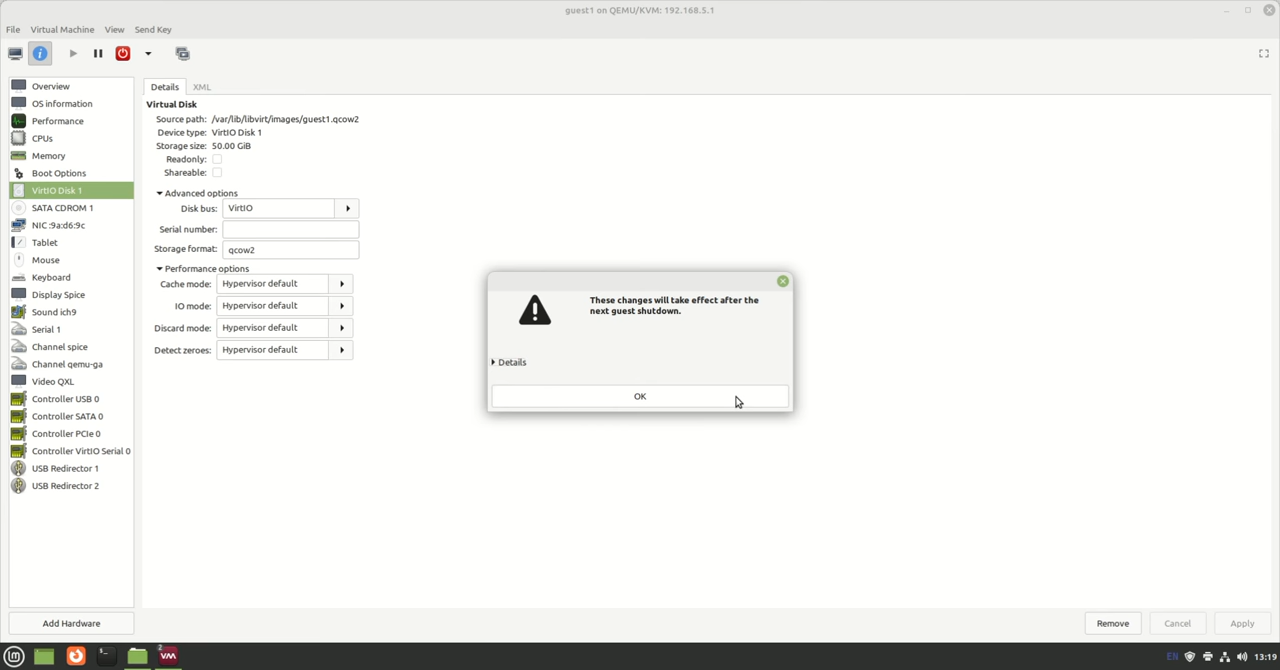 guest1 on QEMU/KVM: 192.168.5.1
File Virtual Machine View Send Key
Overview
OS information
Performance
CPUs
Memory
Boot Options
VirtIO Disk 1
SATA CDROM 1
NIC :9a:d6:9c
Tablet
Mouse
Keyboard
Display Spice
Sound ich9
Serial 1
Channel spice
Channel qemu-ga
Video QXL
Controller USB 0
Controller SATA 0
Controller PCIe 0
Controller VirtIO Serial 0
USB Redirector 1
USB Redirector 2
Add Hardware
Details XML
Virtual Disk
Source path: /var/lib/libvirt/images/guest1.qcow2
Device type: VirtIO Disk 1
Storage size: 50.00 GiB
Readonly:
Shareable:
Advanced options
Disk bus: VirtIO
Serial number:
Storage format: qcow2
Performance options
Cache mode: Hypervisor default
IO mode: Hypervisor default
Discard mode: Hypervisor default
Detect zeroes: Hypervisor default
These changes will take effect after the
next guest shutdown.
Details
OK
Remove Cancel Apply
lm 2 VM EN 13:19